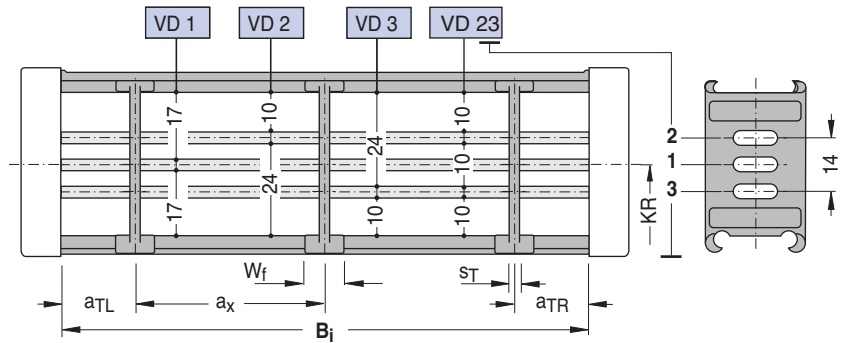 VD 1 VD 2 VD 3 VD 23
17 10 24 10
2
24 10 1 14
3
17 10 10 KR
Wf sT
aTL ax aTR
Bi